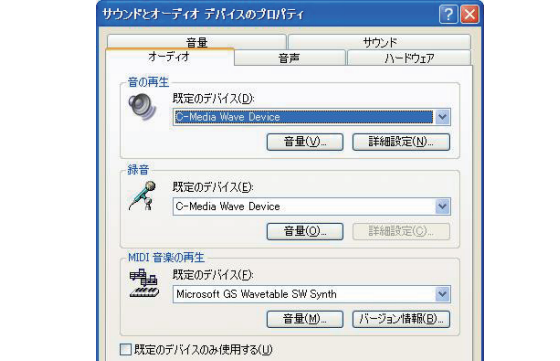 サウンドとオーディオ デバイスのプロパティ
音量 サウンド
オーディオ 音声 ハードウェア
音の再生
既定のデバイス(D):
C-Media Wave Device
音量(V)... 詳細設定(N)...
録音
既定のデバイス(E):
C-Media Wave Device
音量(O)... 詳細設定(C)...
MIDI 音楽の再生
既定のデバイス(F):
Microsoft GS Wavetable SW Synth
音量(M)... バージョン情報(B)...
既定のデバイスのみ使用する(U)